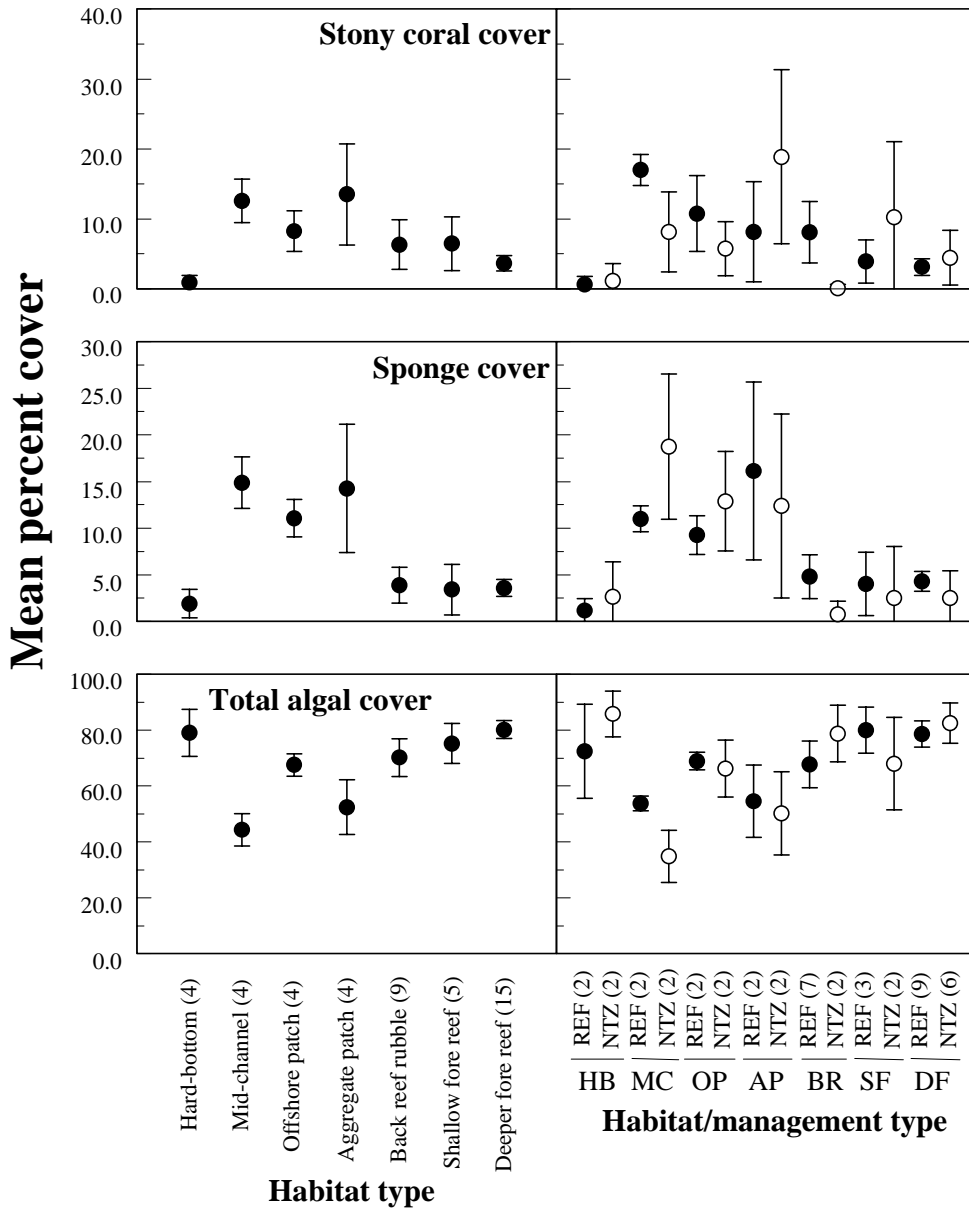 Mean percent cover
Stony coral cover
40.0
30.0
20.0
10.0
0.0
Sponge cover
30.0
25.0
20.0
15.0
10.0
5.0
0.0
Total algal cover
100.0
80.0
60.0
40.0
20.0
0.0
Hard-bottom (4)
Mid-channel (4)
Offshore patch (4)
Aggregate patch (4)
Back reef rubble (9)
Shallow fore reef (5)
Deeper fore reef (15)
Habitat type
REF (2)
NTZ (2)
REF (2)
NTZ (2)
REF (2)
NTZ (2)
REF (2)
NTZ (2)
REF (7)
NTZ (2)
REF (3)
NTZ (2)
REF (9)
NTZ (6)
HB MC OP AP BR SF DF
Habitat/management type